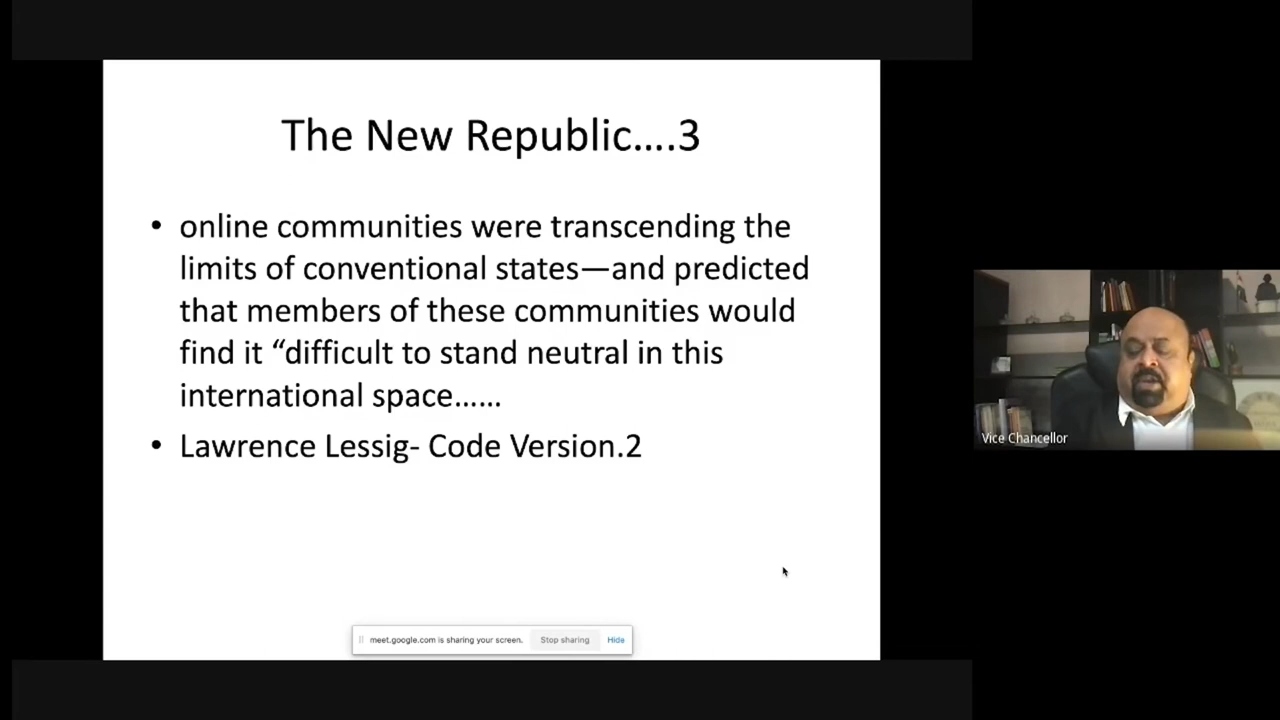 The New Republic....3
• online communities were transcending the
limits of conventional states—and predicted
that members of these communities would
find it “difficult to stand neutral in this
international space......
• Lawrence Lessig- Code Version.2
Vice Chancellor
meet.google.com is sharing your screen.
Stop sharing
Hide